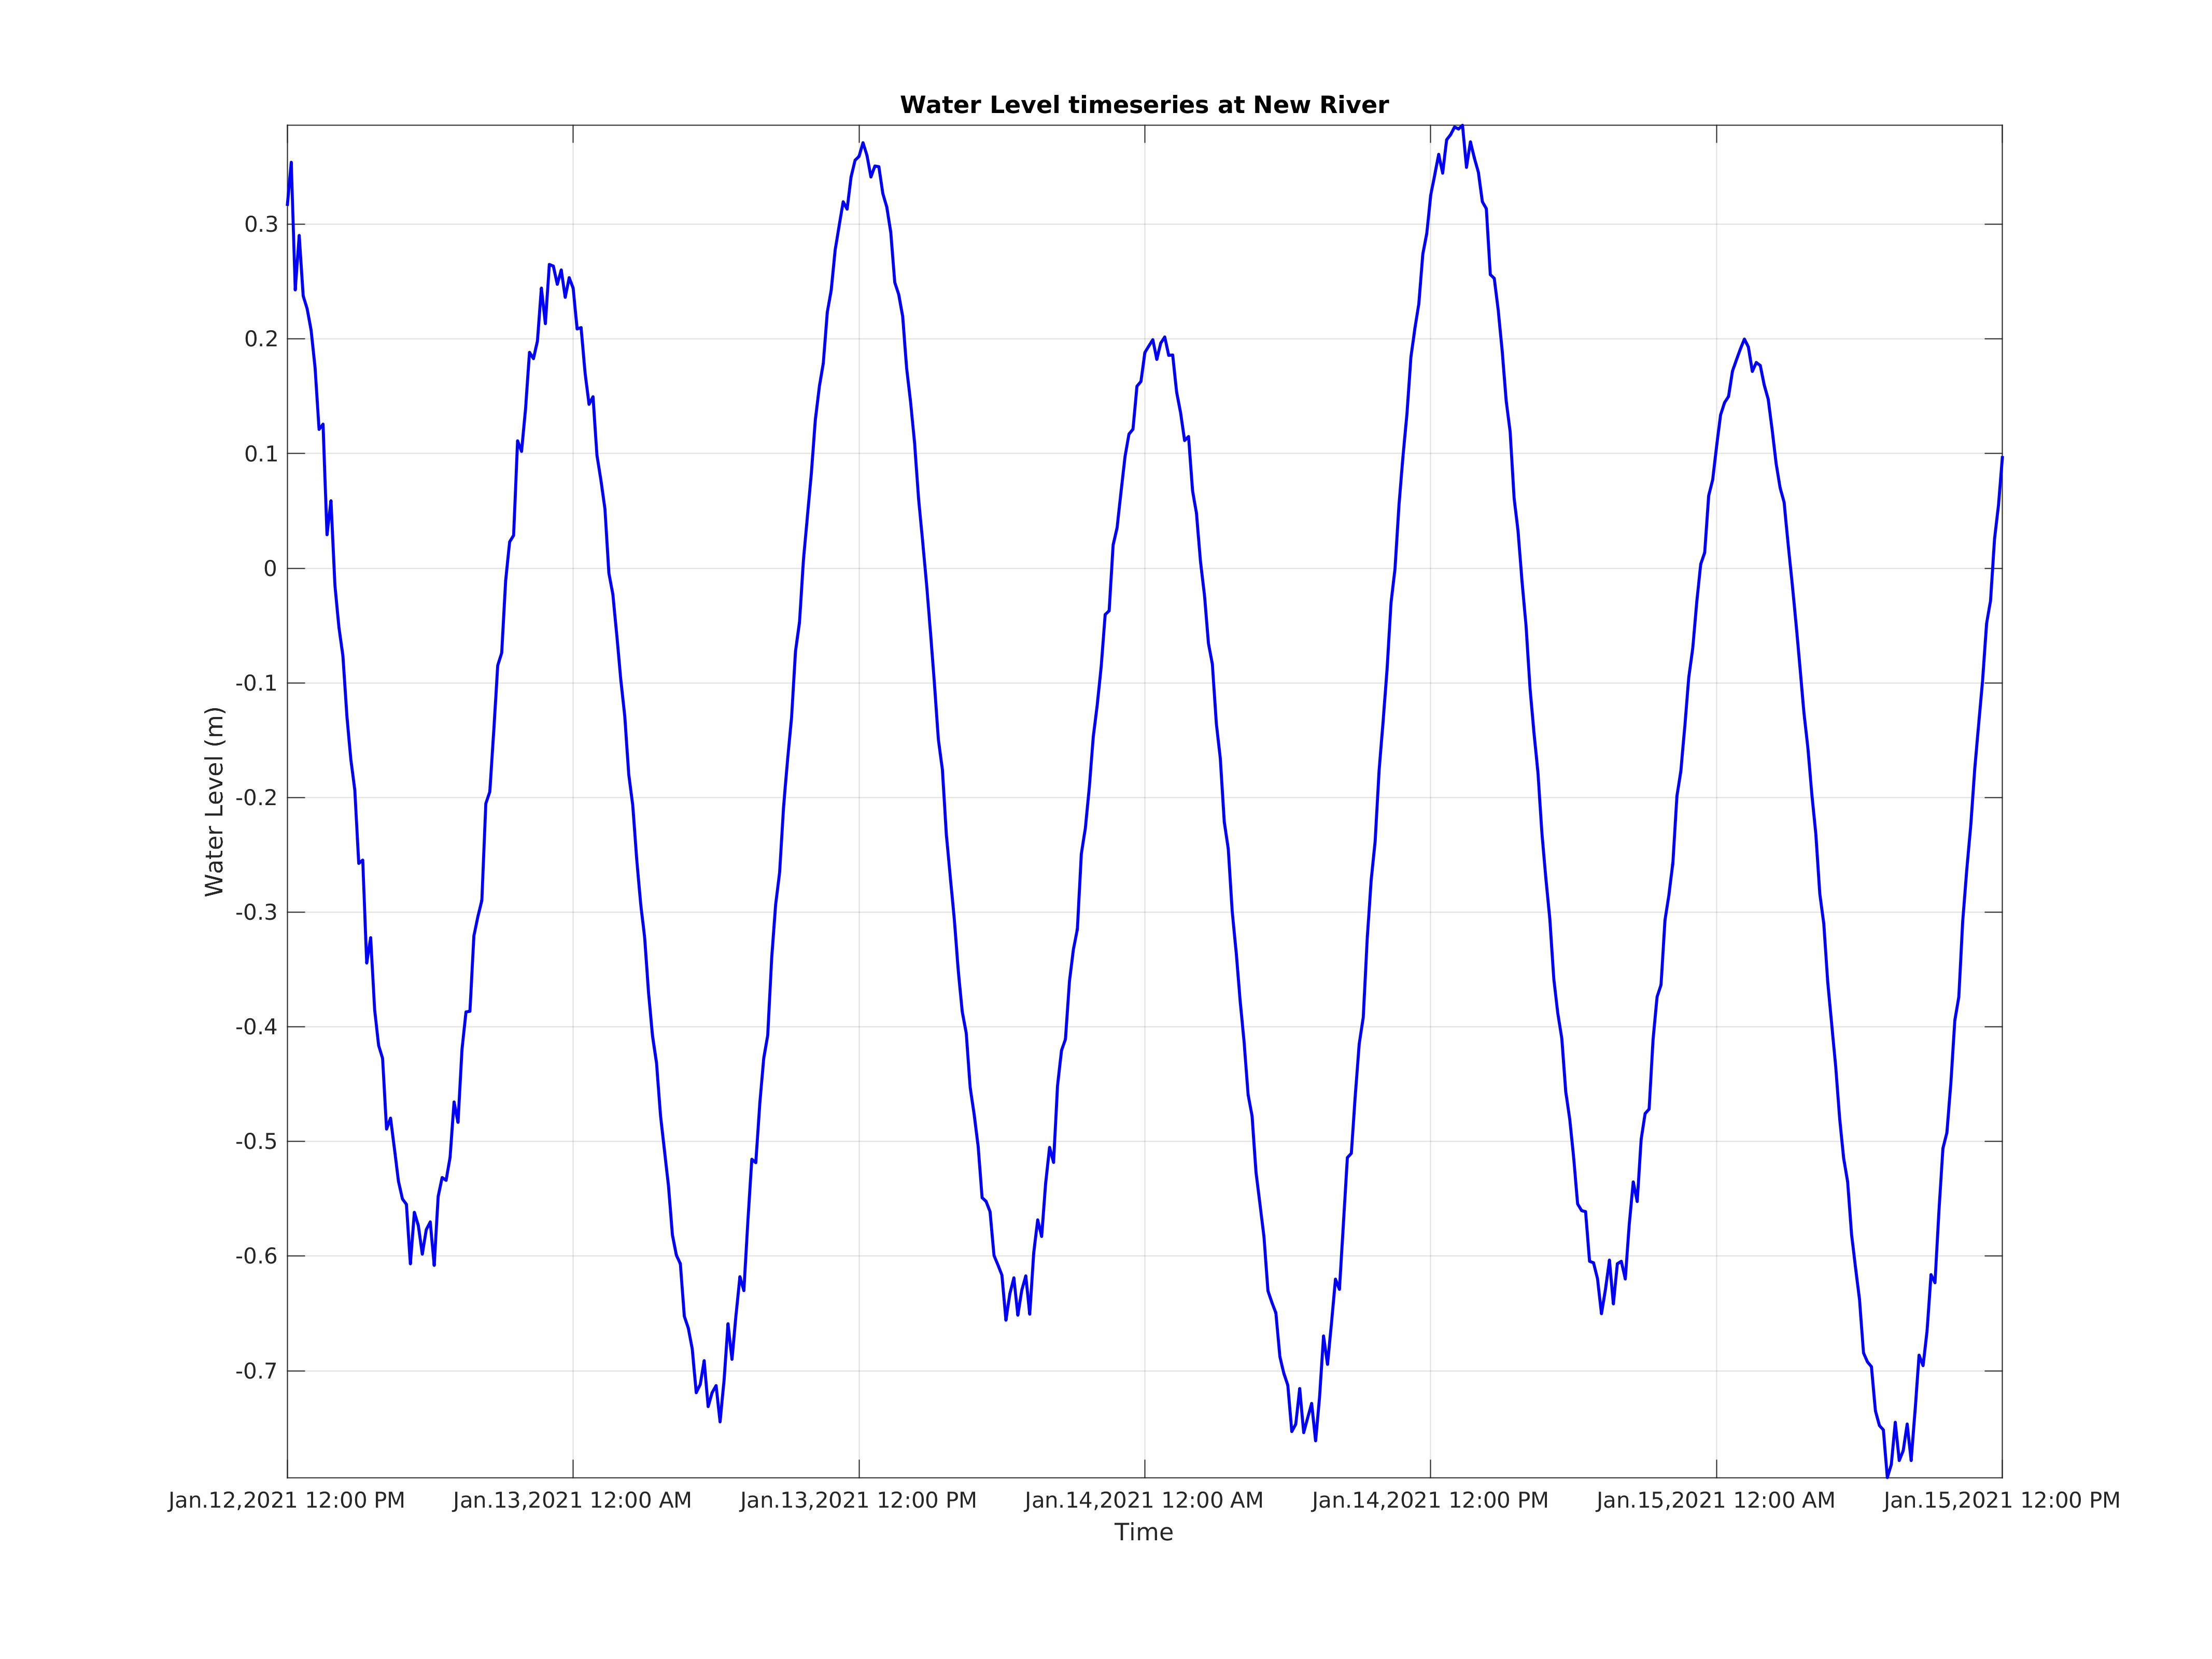 Water Level timeseries at New River
0.3
0.2
0.1
0
-0.1
-0.2
-0.3
-0.4
-0.5
-0.6
-0.7
Water Level (m)
Jan.12,2021 12:00 PM Jan.13,2021 12:00 AM Jan.13,2021 12:00 PM Jan.14,2021 12:00 AM Jan.14,2021 12:00 PM Jan.15,2021 12:00 AM Jan.15,2021 12:00 PM
Time